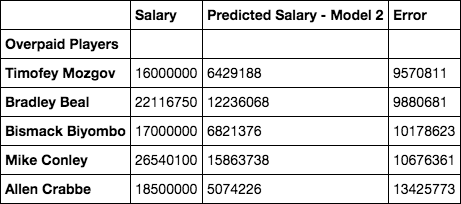 Salary Predicted Salary - Model 2 Error
Overpaid Players
Timofey Mozgov 16000000 6429188 9570811
Bradley Beal 22116750 12236068 9880681
Bismack Biyombo 17000000 6821376 10178623
Mike Conley 26540100 15863738 10676361
Allen Crabbe 18500000 5074226 13425773